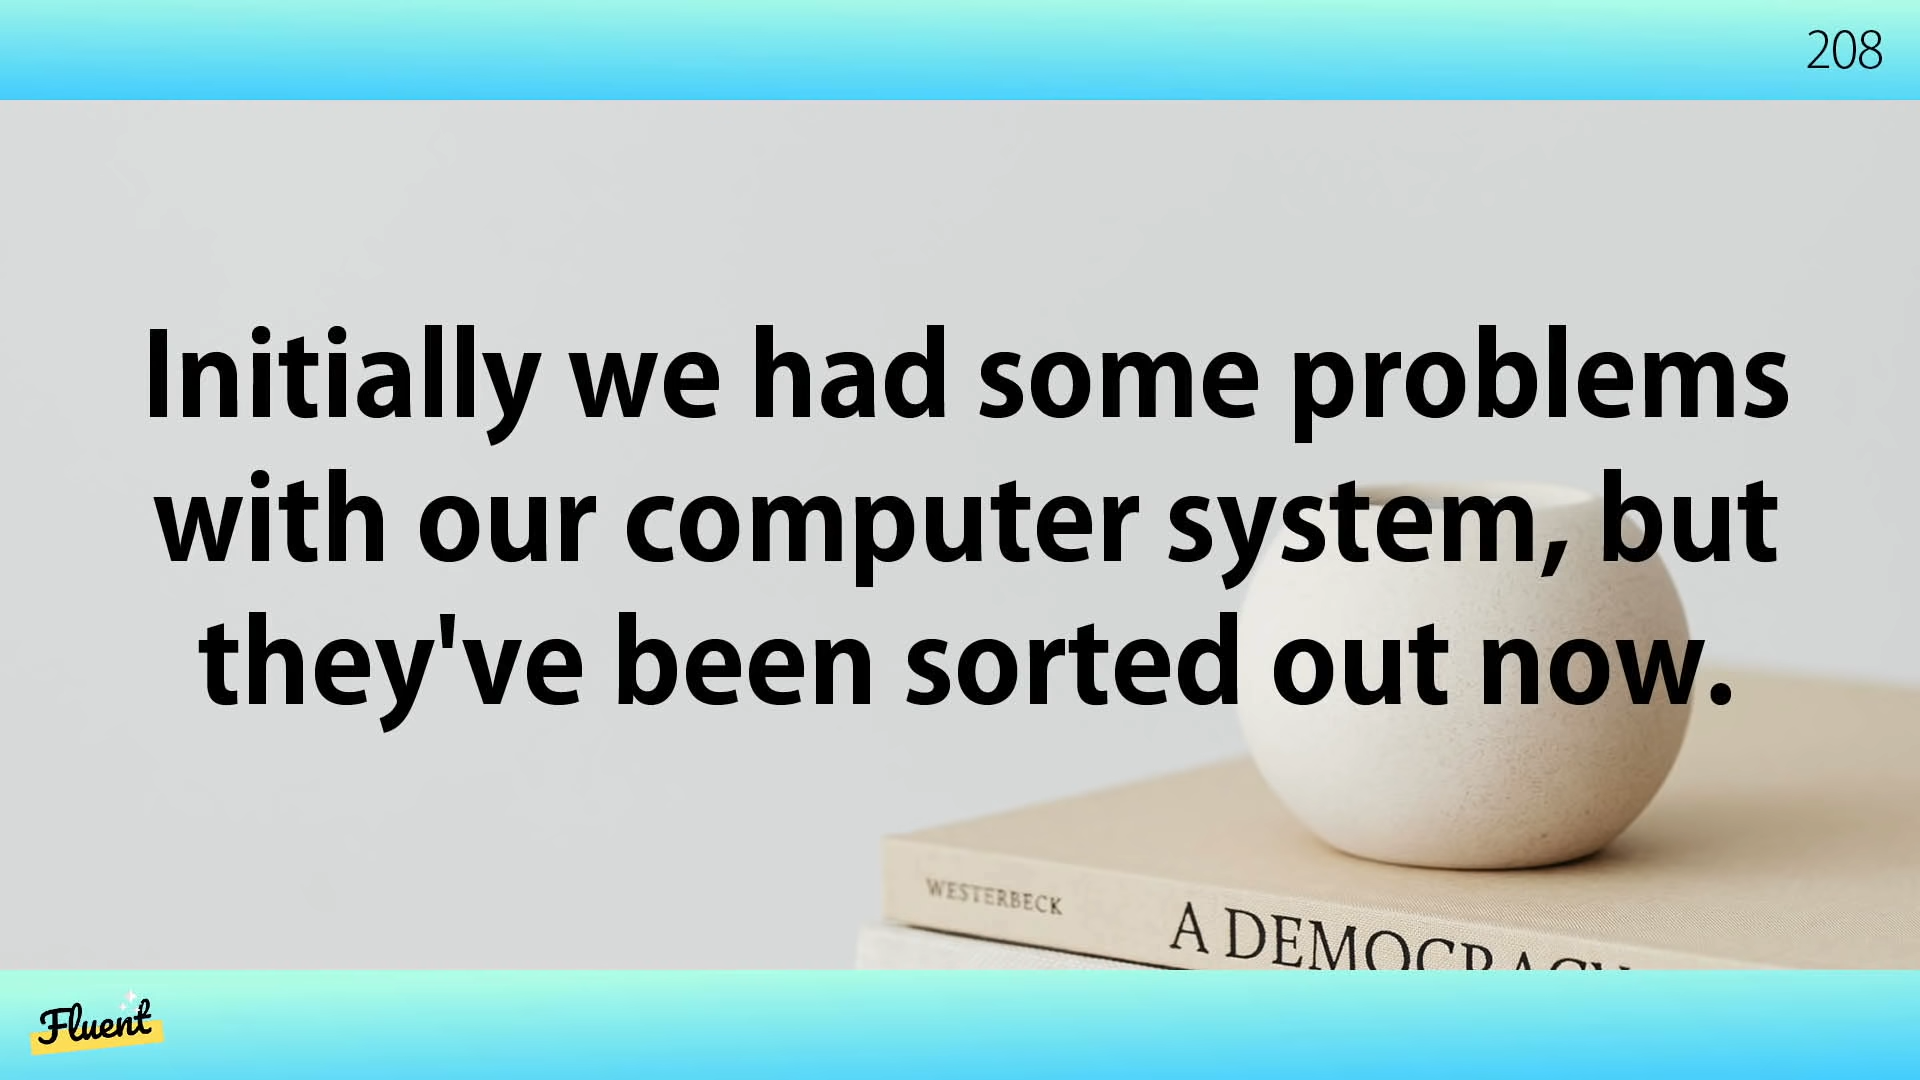 208
Initially we had some problems
with our computer system, but
they've been sorted out now.
WESTERBECK
A DEMOCRACY
Fluent